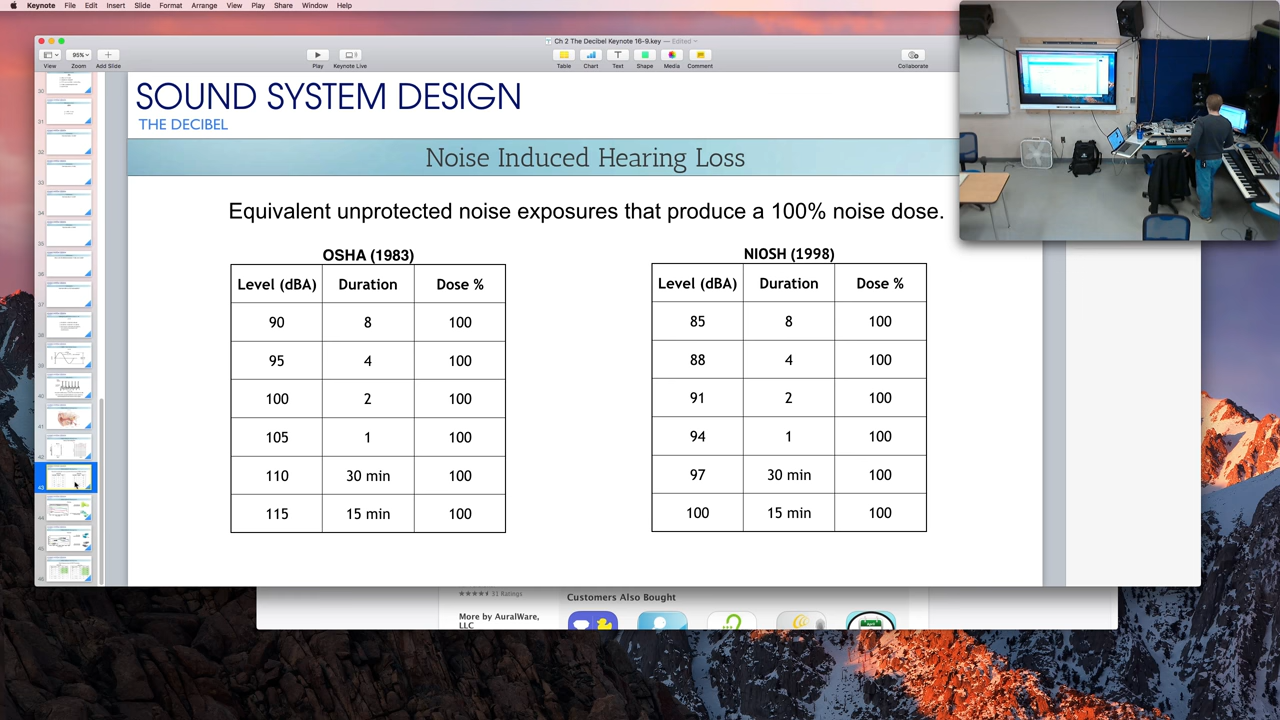 Keynote File Edit Insert Slide Format Arrange View Play Share Window Help
Ch 2 The Decibel Keynote 16-9.key — Edited
95%
View Zoom Add Slide Play Keynote Live Table Chart Text Shape Media Comment Collaborate
SOUND SYSTEM DESIGN
THE DECIBEL
Noise Induced Hearing Loss
Equivalent unprotected noise exposures that produce a 100% noise dose.
OSHA (1983)
Level (dBA) Duration Dose %
90 8 100
95 4 100
100 2 100
105 1 100
110 30 min 100
115 15 min 100
NIOSH (1998)
Level (dBA) Duration Dose %
85 8 100
88 4 100
91 2 100
94 1 100
97 30 min 100
100 15 min 100
31 Ratings
Customers Also Bought
More by AuralWare,
LLC